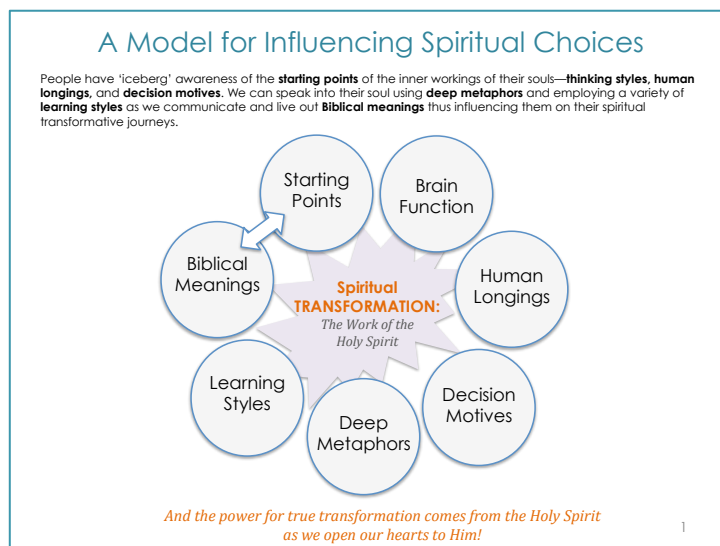 A Model for Influencing Spiritual Choices
People have ‘iceberg’ awareness of the starting points of the inner workings of their souls—thinking styles, human
longings, and decision motives. We can speak into their soul using deep metaphors and employing a variety of
learning styles as we communicate and live out Biblical meanings thus influencing them on their spiritual
transformative journeys.
Starting
Points
Brain
Function
Biblical
Meanings
Human
Longings
Spiritual
TRANSFORMATION:
The Work of the
Holy Spirit
Learning
Styles
Decision
Motives
Deep
Metaphors
And the power for true transformation comes from the Holy Spirit
as we open our hearts to Him!
1